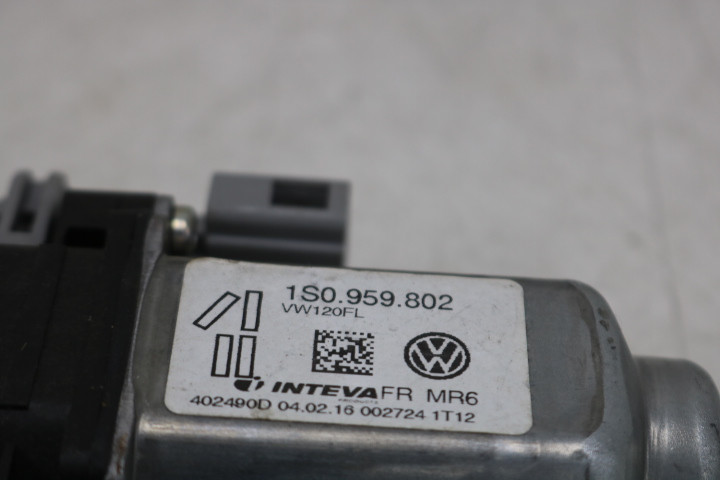 1S0.959.802
VW120FL
INTEVA FR MR6
402490D 04.02.16 002724 1T12